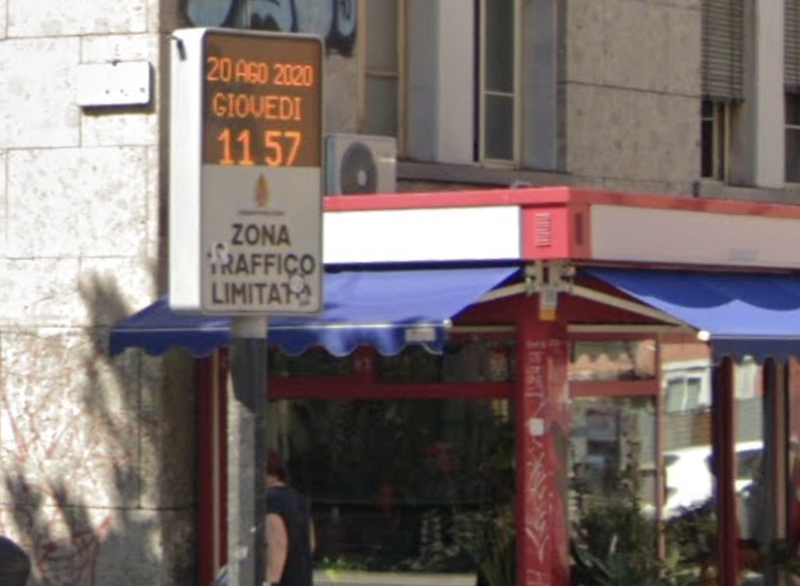 20 AGO 2020
GIOVEDI
11 57
ZONA
TRAFFICO
LIMITATO